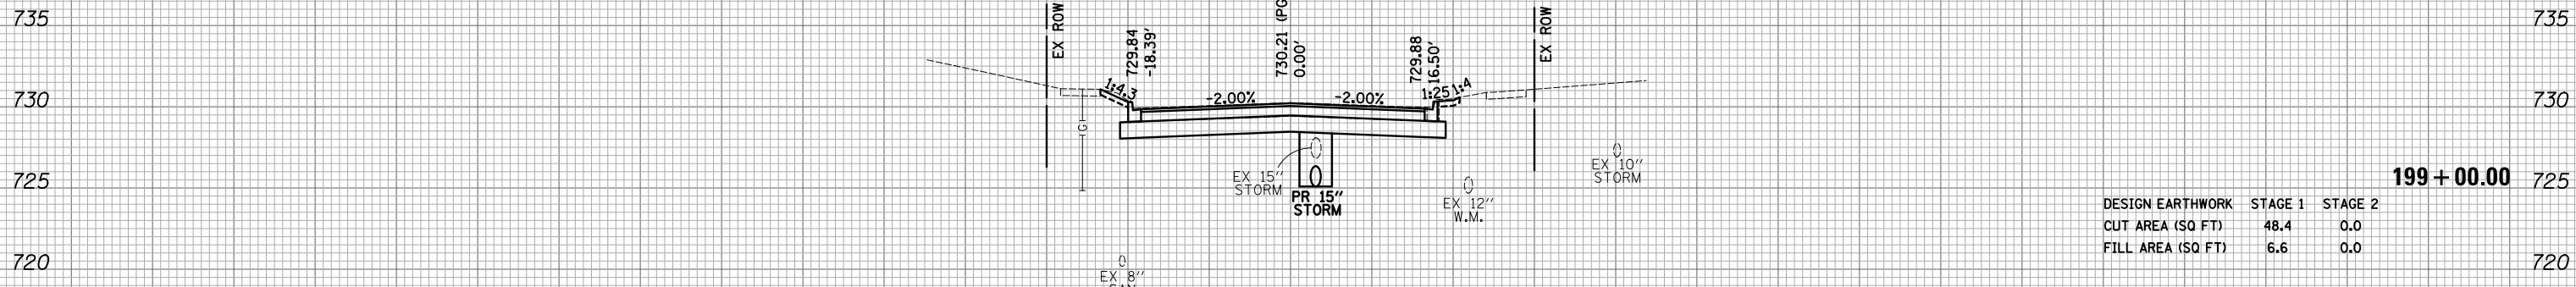 735
EX ROW
729.84
-18.39'
730.21 (PG
0.00'
729.88
16.50'
EX ROW
735
730
1:4.3
-2.00%
-2.00%
1:25
1:4
730
G
725
EX 15"
STORM
PR 15"
STORM
EX 12"
W.M.
EX 10"
STORM
199+00.00
725
DESIGN EARTHWORK STAGE 1 STAGE 2
CUT AREA (SQ FT) 48.4 0.0
FILL AREA (SQ FT) 6.6 0.0
720
EX 8"
720